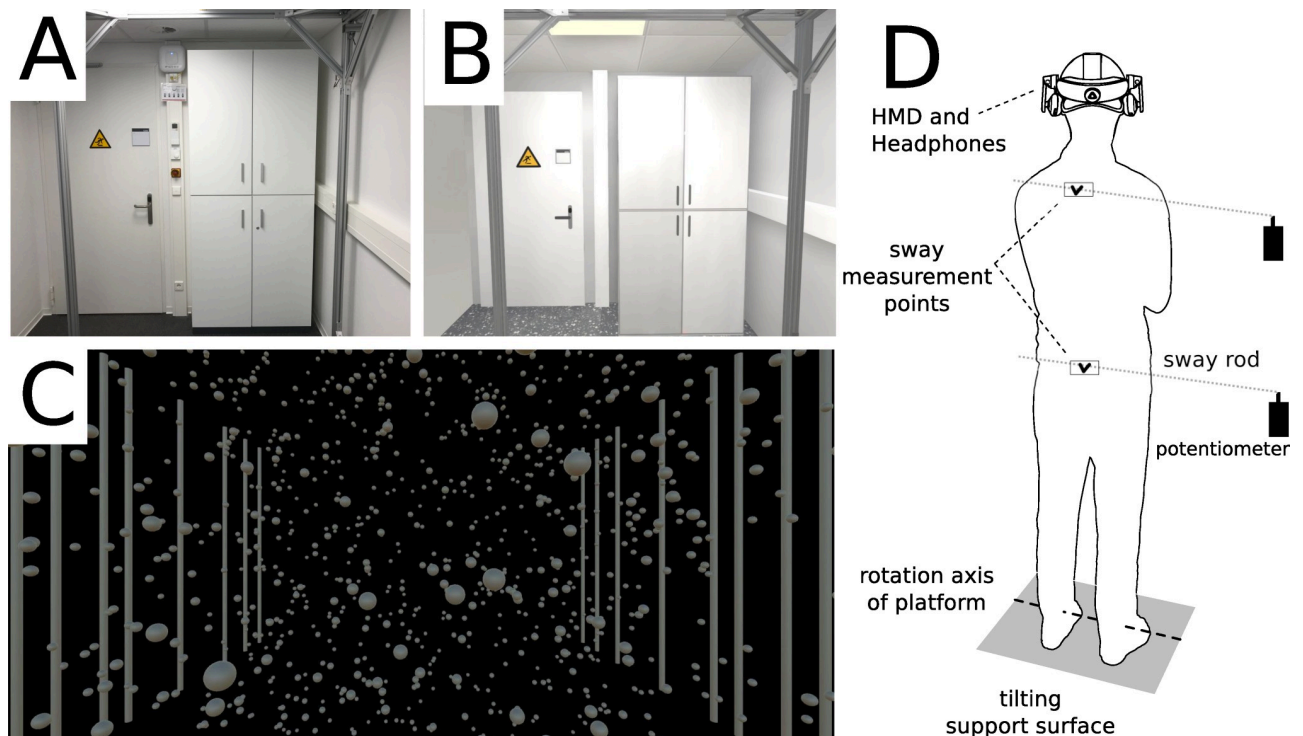 A
B
C
D
HMD and
Headphones
sway
measurement
points
sway rod
potentiometer
rotation axis
of platform
tilting
support surface